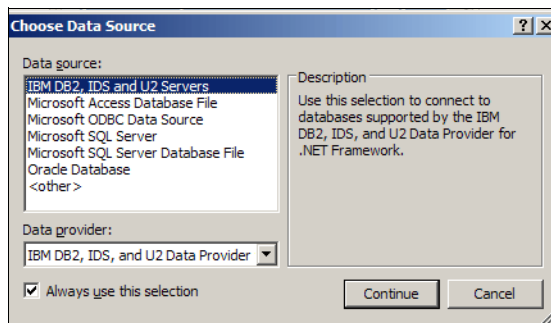 Choose Data Source
Data source:
IBM DB2, IDS and U2 Servers
Microsoft Access Database File
Microsoft ODBC Data Source
Microsoft SQL Server
Microsoft SQL Server Database File
Oracle Database
<other>
Description
Use this selection to connect to
databases supported by the IBM
DB2, IDS, and U2 Data Provider for
.NET Framework.
Data provider:
IBM DB2, IDS, and U2 Data Provider
Always use this selection
Continue
Cancel